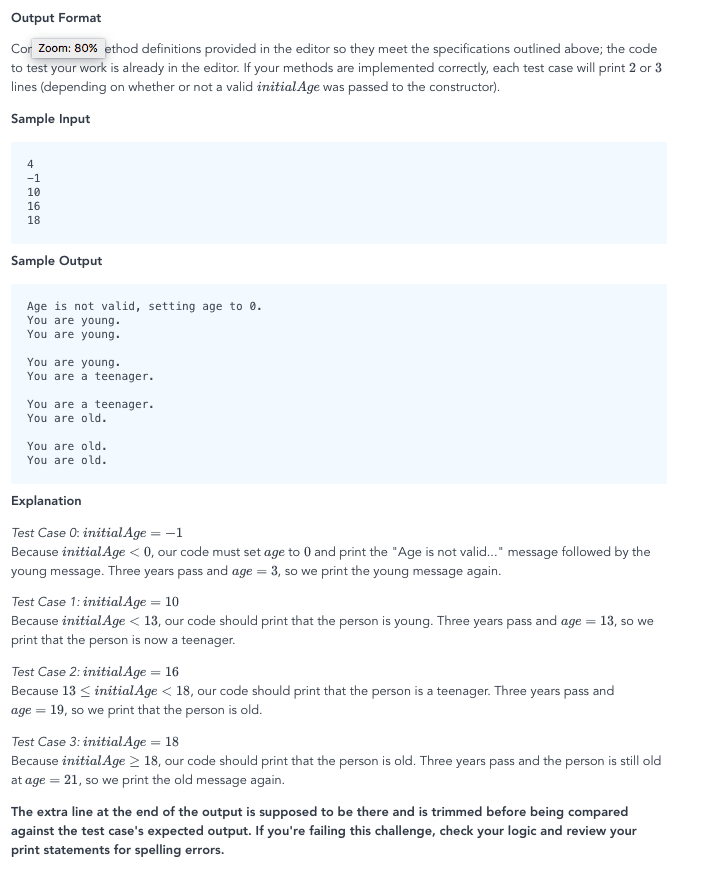 Output Format
Cor Zoom: 80% ethod definitions provided in the editor so they meet the specifications outlined above; the code
to test your work is already in the editor. If your methods are implemented correctly, each test case will print 2 or 3
lines (depending on whether or not a valid initialAge was passed to the constructor).
Sample Input
4
-1
10
16
18
Sample Output
Age is not valid, setting age to 0.
You are young.
You are young.
You are young.
You are a teenager.
You are a teenager.
You are old.
You are old.
You are old.
Explanation
Test Case 0: initialAge = −1
Because initialAge < 0, our code must set age to 0 and print the "Age is not valid..." message followed by the
young message. Three years pass and age = 3, so we print the young message again.
Test Case 1: initialAge = 10
Because initialAge < 13, our code should print that the person is young. Three years pass and age = 13, so we
print that the person is now a teenager.
Test Case 2: initialAge = 16
Because 13 ≤ initialAge < 18, our code should print that the person is a teenager. Three years pass and
age = 19, so we print that the person is old.
Test Case 3: initialAge = 18
Because initialAge ≥ 18, our code should print that the person is old. Three years pass and the person is still old
at age = 21, so we print the old message again.
The extra line at the end of the output is supposed to be there and is trimmed before being compared
against the test case's expected output. If you're failing this challenge, check your logic and review your
print statements for spelling errors.